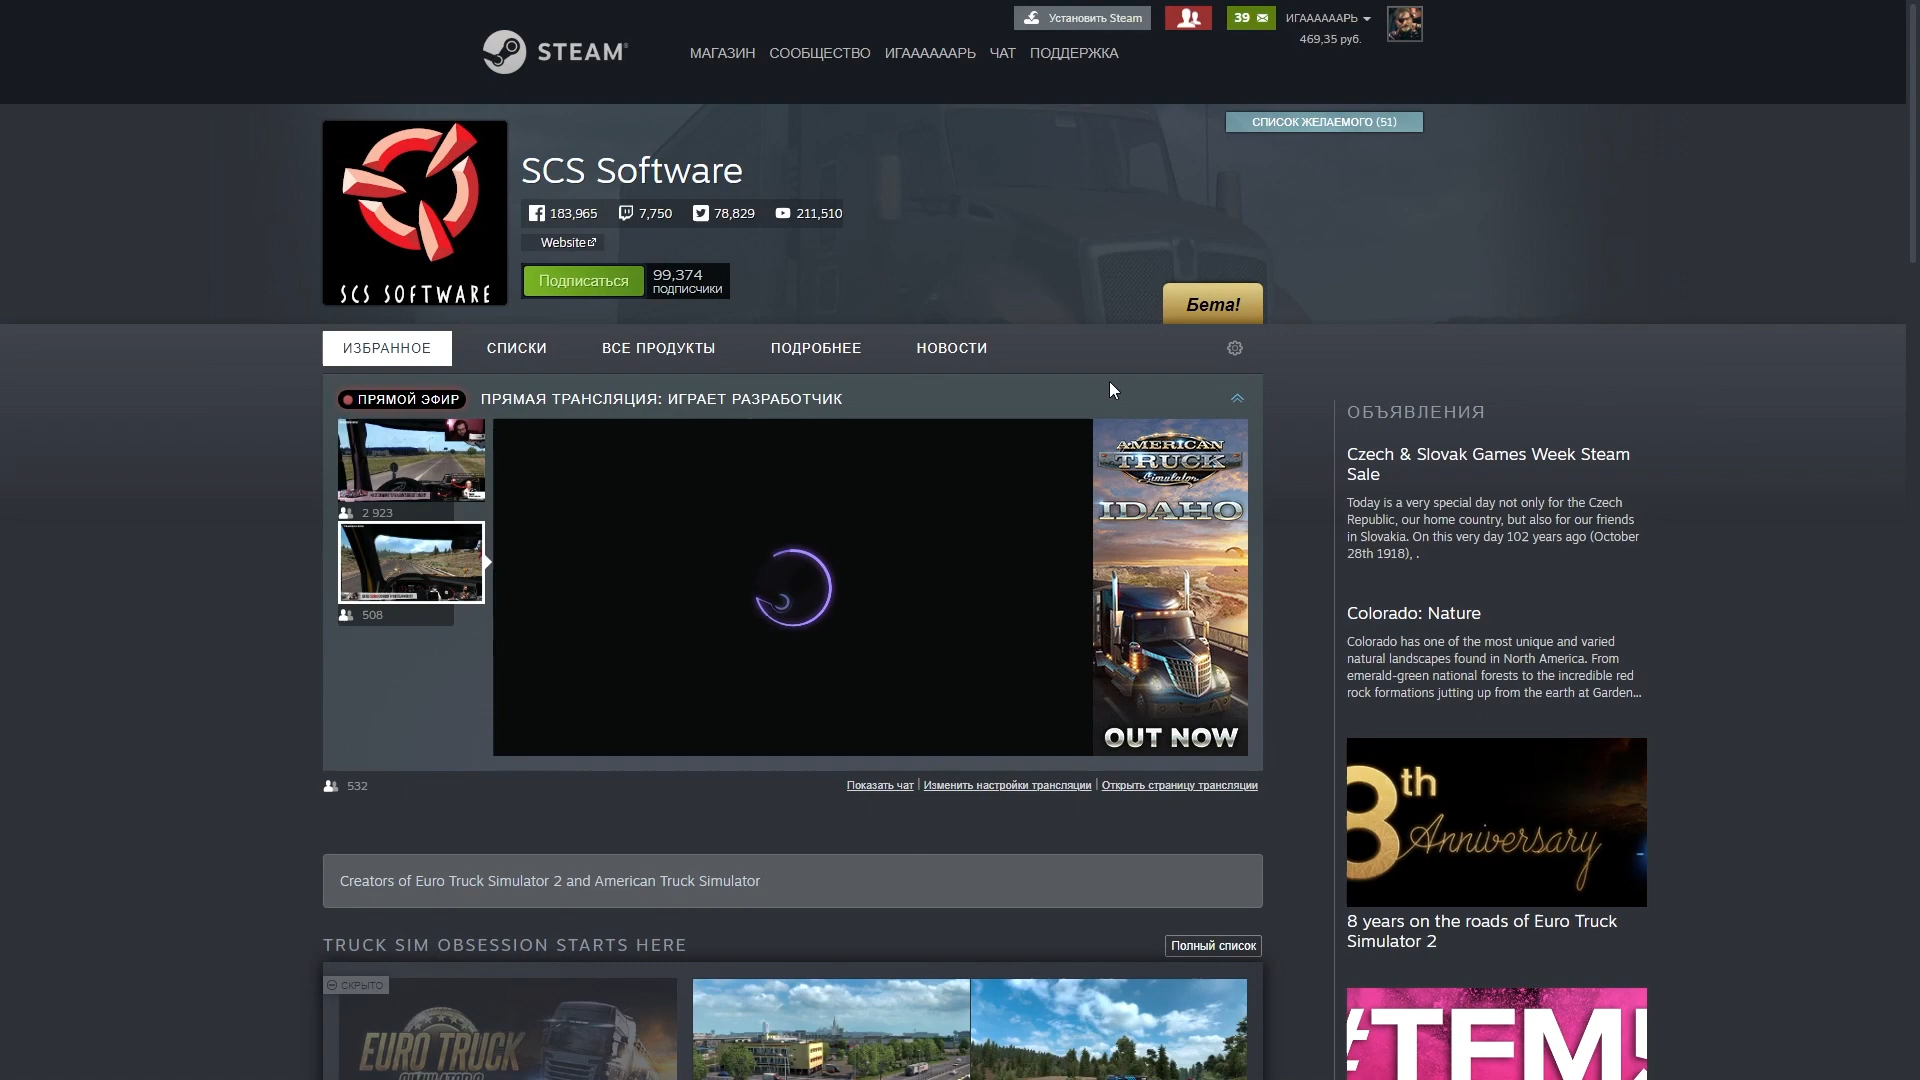 Установить Steam
39
ИГАААААРЬ
469,35 руб.
STEAM
МАГАЗИН
СООБЩЕСТВО
ИГАААААРЬ
ЧАТ
ПОДДЕРЖКА
СПИСОК ЖЕЛАЕМОГО (51)
SCS SOFTWARE
SCS Software
183,965
7,750
78,829
211,510
Website
Подписаться
99,374
ПОДПИСЧИКИ
Бета!
ИЗБРАННОЕ
СПИСКИ
ВСЕ ПРОДУКТЫ
ПОДРОБНЕЕ
НОВОСТИ
ПРЯМОЙ ЭФИР
ПРЯМАЯ ТРАНСЛЯЦИЯ: ИГРАЕТ РАЗРАБОТЧИК
2 923
508
AMERICAN
TRUCK
Simulator
IDAHO
OUT NOW
532
Показать чат | Изменить настройки трансляции | Открыть страницу трансляции
Creators of Euro Truck Simulator 2 and American Truck Simulator
TRUCK SIM OBSESSION STARTS HERE
Полный список
СКРЫТО
EURO TRUCK
ОБЪЯВЛЕНИЯ
Czech & Slovak Games Week Steam
Sale
Today is a very special day not only for the Czech
Republic, our home country, but also for our friends
in Slovakia. On this very day 102 years ago (October
28th 1918), .
Colorado: Nature
Colorado has one of the most unique and varied
natural landscapes found in North America. From
emerald-green national forests to the incredible red
rock formations jutting up from the earth at Garden...
8th
Anniversary
8 years on the roads of Euro Truck
Simulator 2